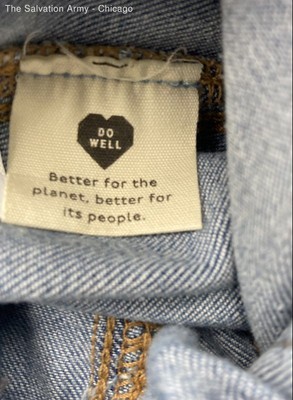 The Salvation Army - Chicago
DO
WELL
Better for the
planet, better for
its people.